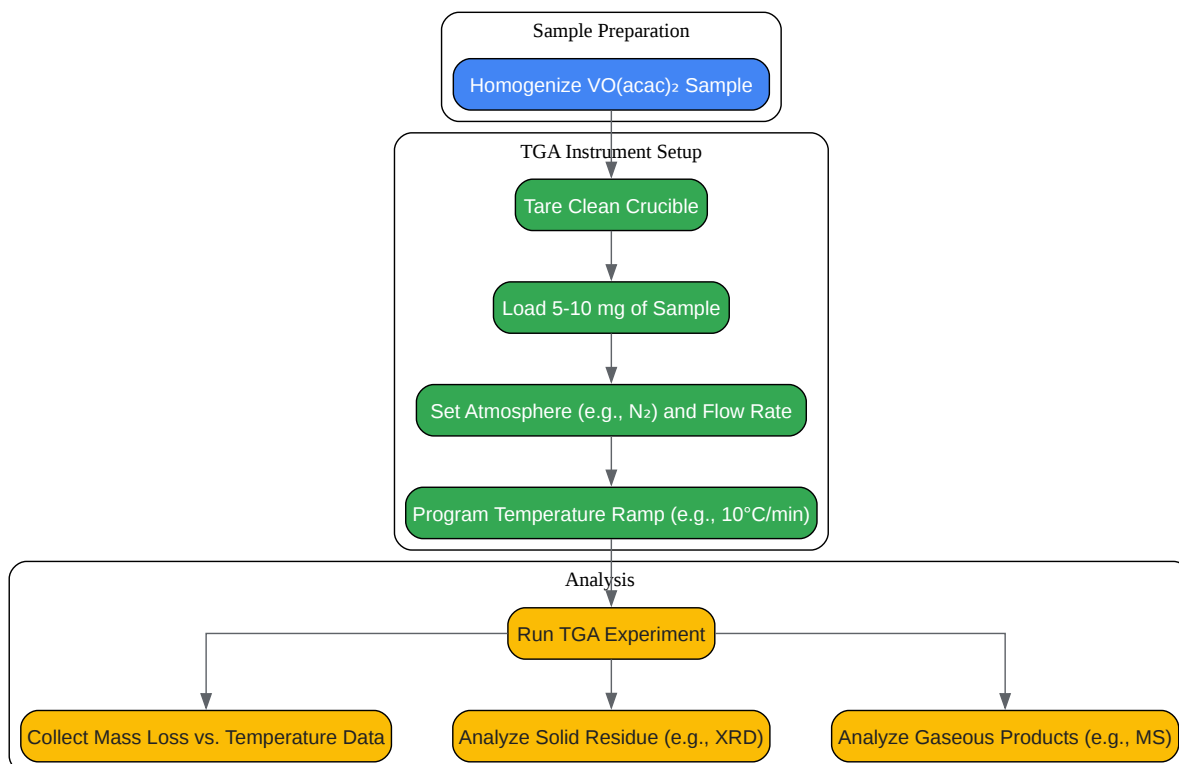 Sample Preparation
Homogenize VO(acac)₂ Sample
TGA Instrument Setup
Tare Clean Crucible
Load 5-10 mg of Sample
Set Atmosphere (e.g., N₂) and Flow Rate
Program Temperature Ramp (e.g., 10°C/min)
Analysis
Run TGA Experiment
Collect Mass Loss vs. Temperature Data
Analyze Solid Residue (e.g., XRD)
Analyze Gaseous Products (e.g., MS)